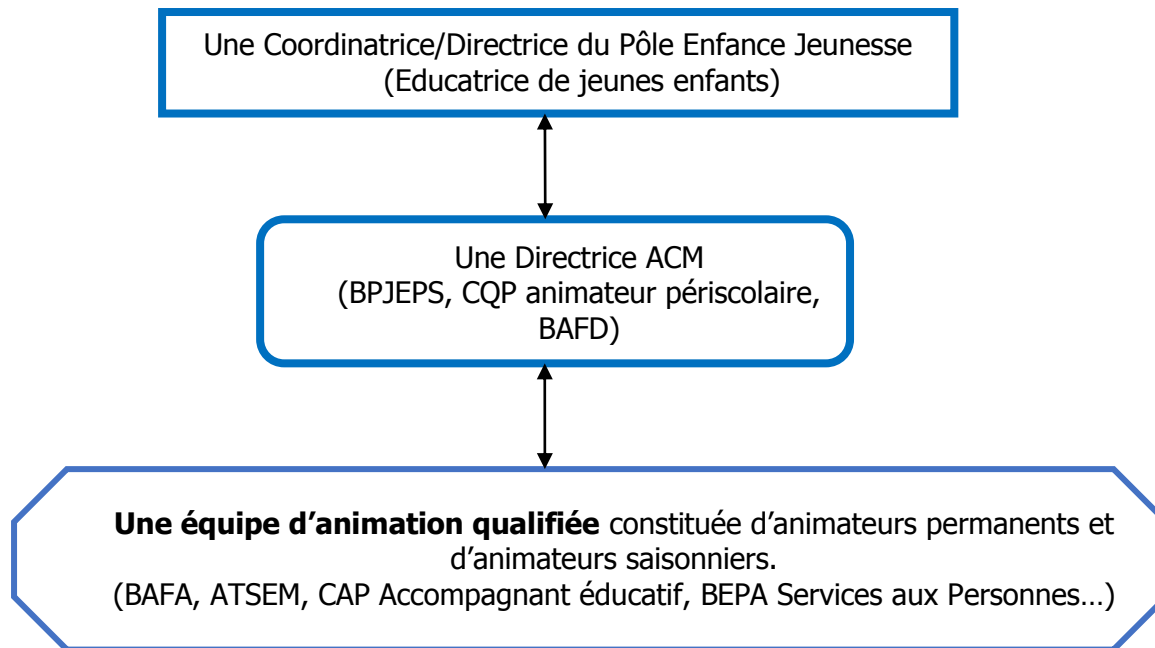 Une Coordinatrice/Directrice du Pôle Enfance Jeunesse
(Educatrice de jeunes enfants)
Une Directrice ACM
(BPJEPS, CQP animateur périscolaire,
BAFD)
Une équipe d’animation qualifiée constituée d’animateurs permanents et
d’animateurs saisonniers.
(BAFA, ATSEM, CAP Accompagnant éducatif, BEPA Services aux Personnes…)